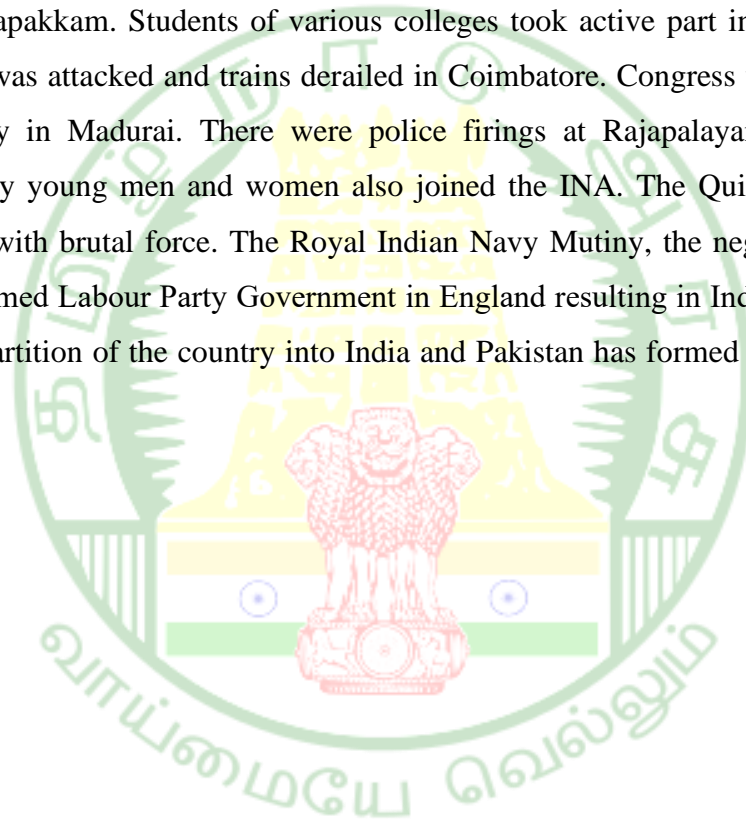 apakkam. Students of various colleges took active part in
was attacked and trains derailed in Coimbatore. Congress
y in Madurai. There were police firings at Rajapalaya
y young men and women also joined the INA. The Qui
with brutal force. The Royal Indian Navy Mutiny, the neg
med Labour Party Government in England resulting in Ind
artition of the country into India and Pakistan has formed
தமிழ் நாடு அரசு
வாய்மையே வெல்லும்